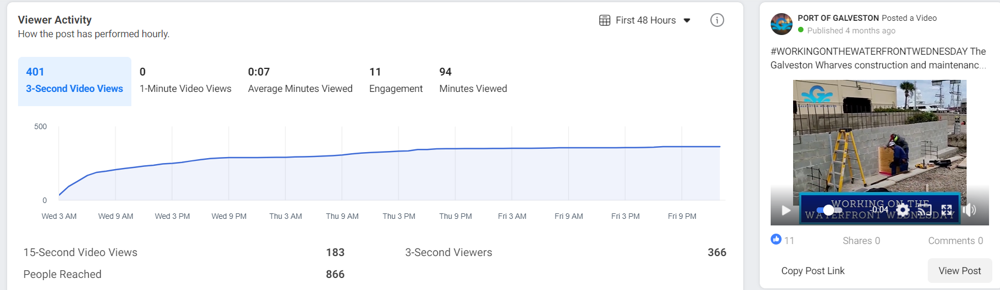 Viewer Activity
How the post has performed hourly.
First 48 Hours
401
3-Second Video Views
0
1-Minute Video Views
0:07
Average Minutes Viewed
11
Engagement
94
Minutes Viewed
500
0
Wed 3 AM
Wed 9 AM
Wed 3 PM
Wed 9 PM
Thu 3 AM
Thu 9 AM
Thu 3 PM
Thu 9 PM
Fri 3 AM
Fri 9 AM
Fri 3 PM
Fri 9 PM
15-Second Video Views 183
3-Second Viewers 366
People Reached 866
PORT OF GALVESTON Posted a Video
Published 4 months ago
#WORKINGONTHEWATERFRONTWEDNESDAY The
Galveston Wharves construction and maintenanc...
GALVESTON WHARVES
WORKING ON THE
WATERFRONT WEDNESDAY
-0:04
11
Shares 0
Comments 0
Copy Post Link
View Post